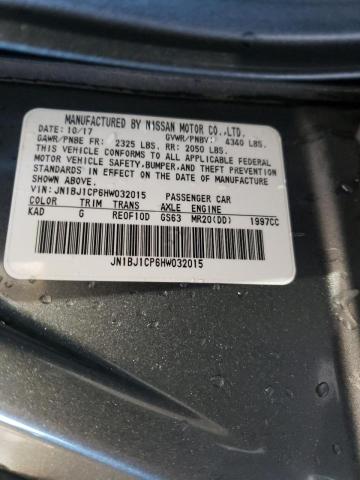 MANUFACTURED BY NISSAN MOTOR CO.,LTD.
DATE: 10/17 GVWR/PNBV: 4340 LBS.
GAWR/PNBE FR: 2325 LBS. RR: 2050 LBS.
THIS VEHICLE CONFORMS TO ALL APPLICABLE FEDERAL
MOTOR VEHICLE SAFETY,BUMPER,AND THEFT PREVENTION
STANDARDS IN EFFECT ON THE DATE OF MANUFACTURE
SHOWN ABOVE.
VIN: JN1BJ1CP6HW032015 PASSENGER CAR
COLOR TRIM TRANS AXLE ENGINE
KAD G RE0F10D GS63 MR20(DD) 1997CC
JN1BJ1CP6HW032015